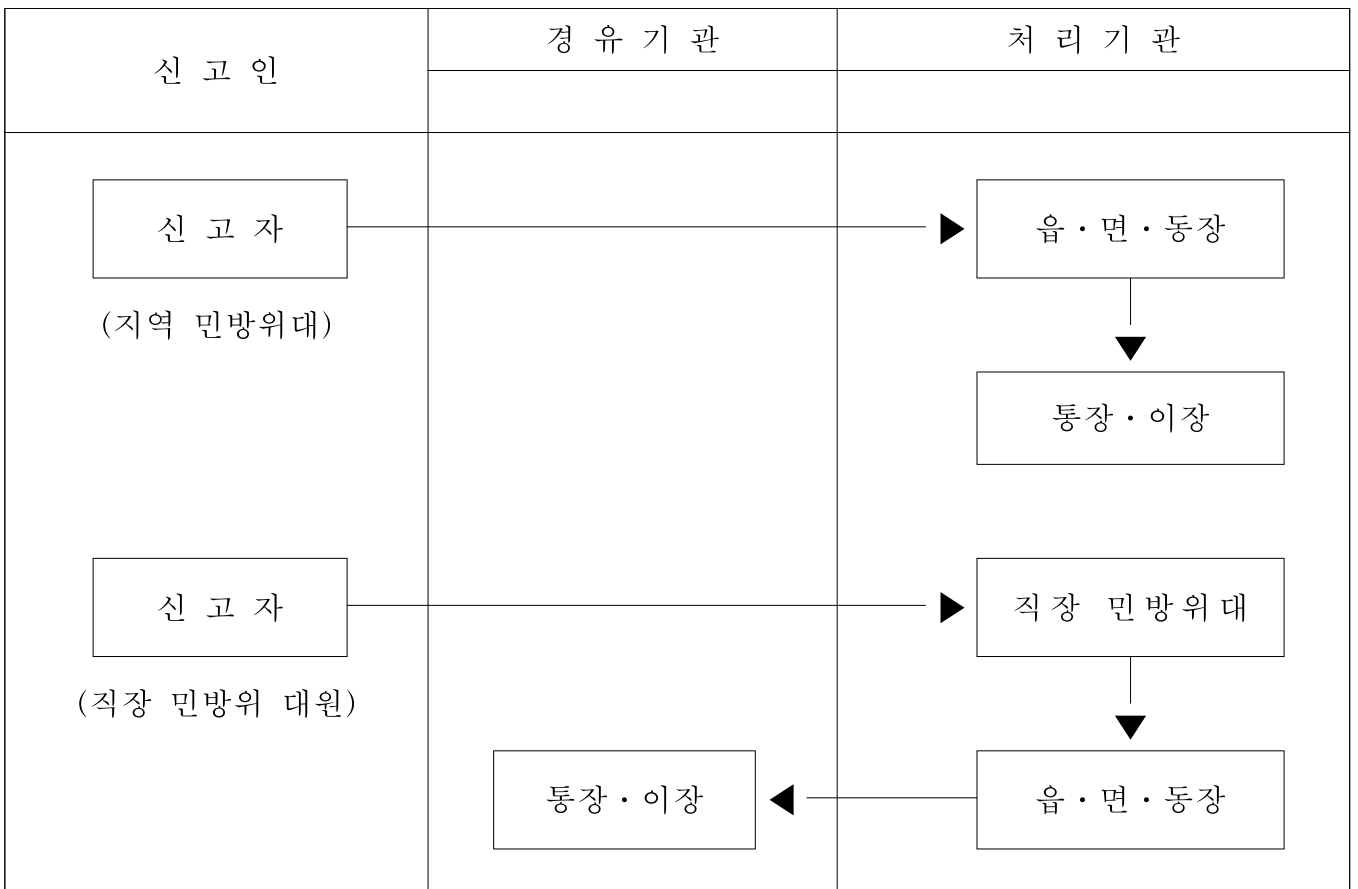 신 고 인
경 유 기 관
처 리 기 관
신 고 자
읍·면·동장
(지역 민방위대)
통장·이장
신 고 자
직장 민방위대
(직장 민방위 대원)
통장·이장
읍·면·동장